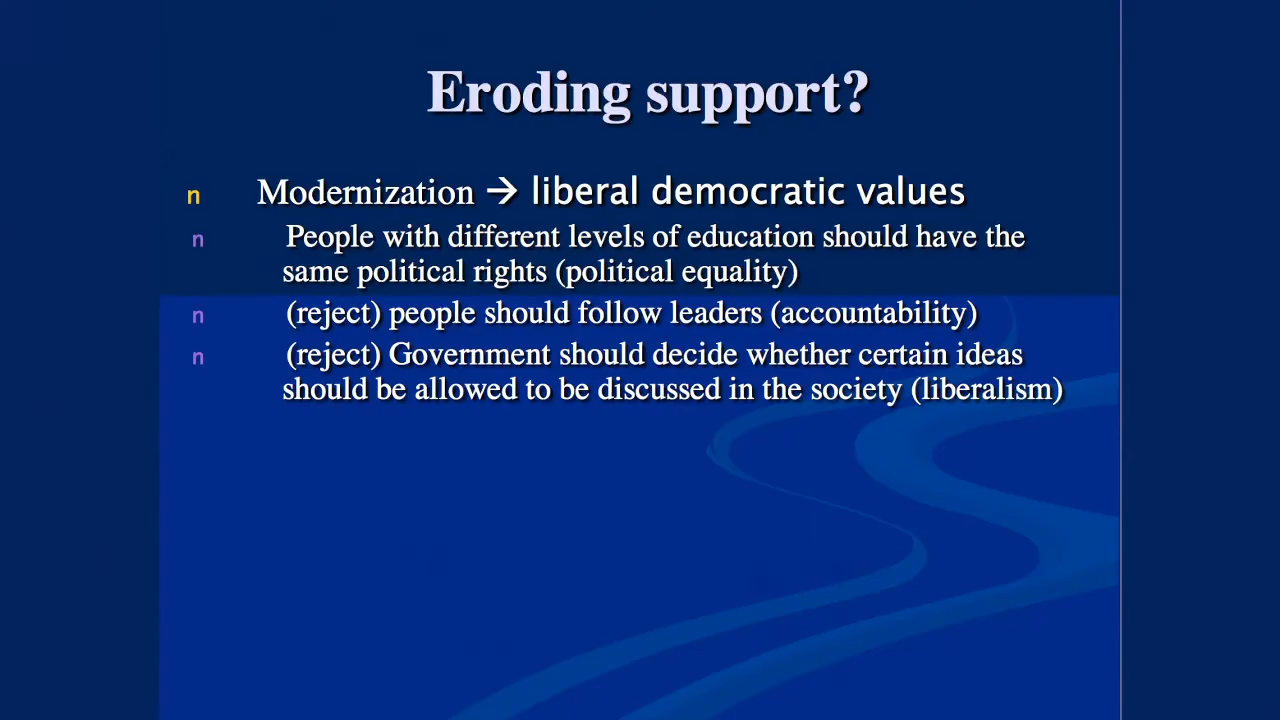 Eroding support?
n Modernization → liberal democratic values
n People with different levels of education should have the
same political rights (political equality)
n (reject) people should follow leaders (accountability)
n (reject) Government should decide whether certain ideas
should be allowed to be discussed in the society (liberalism)